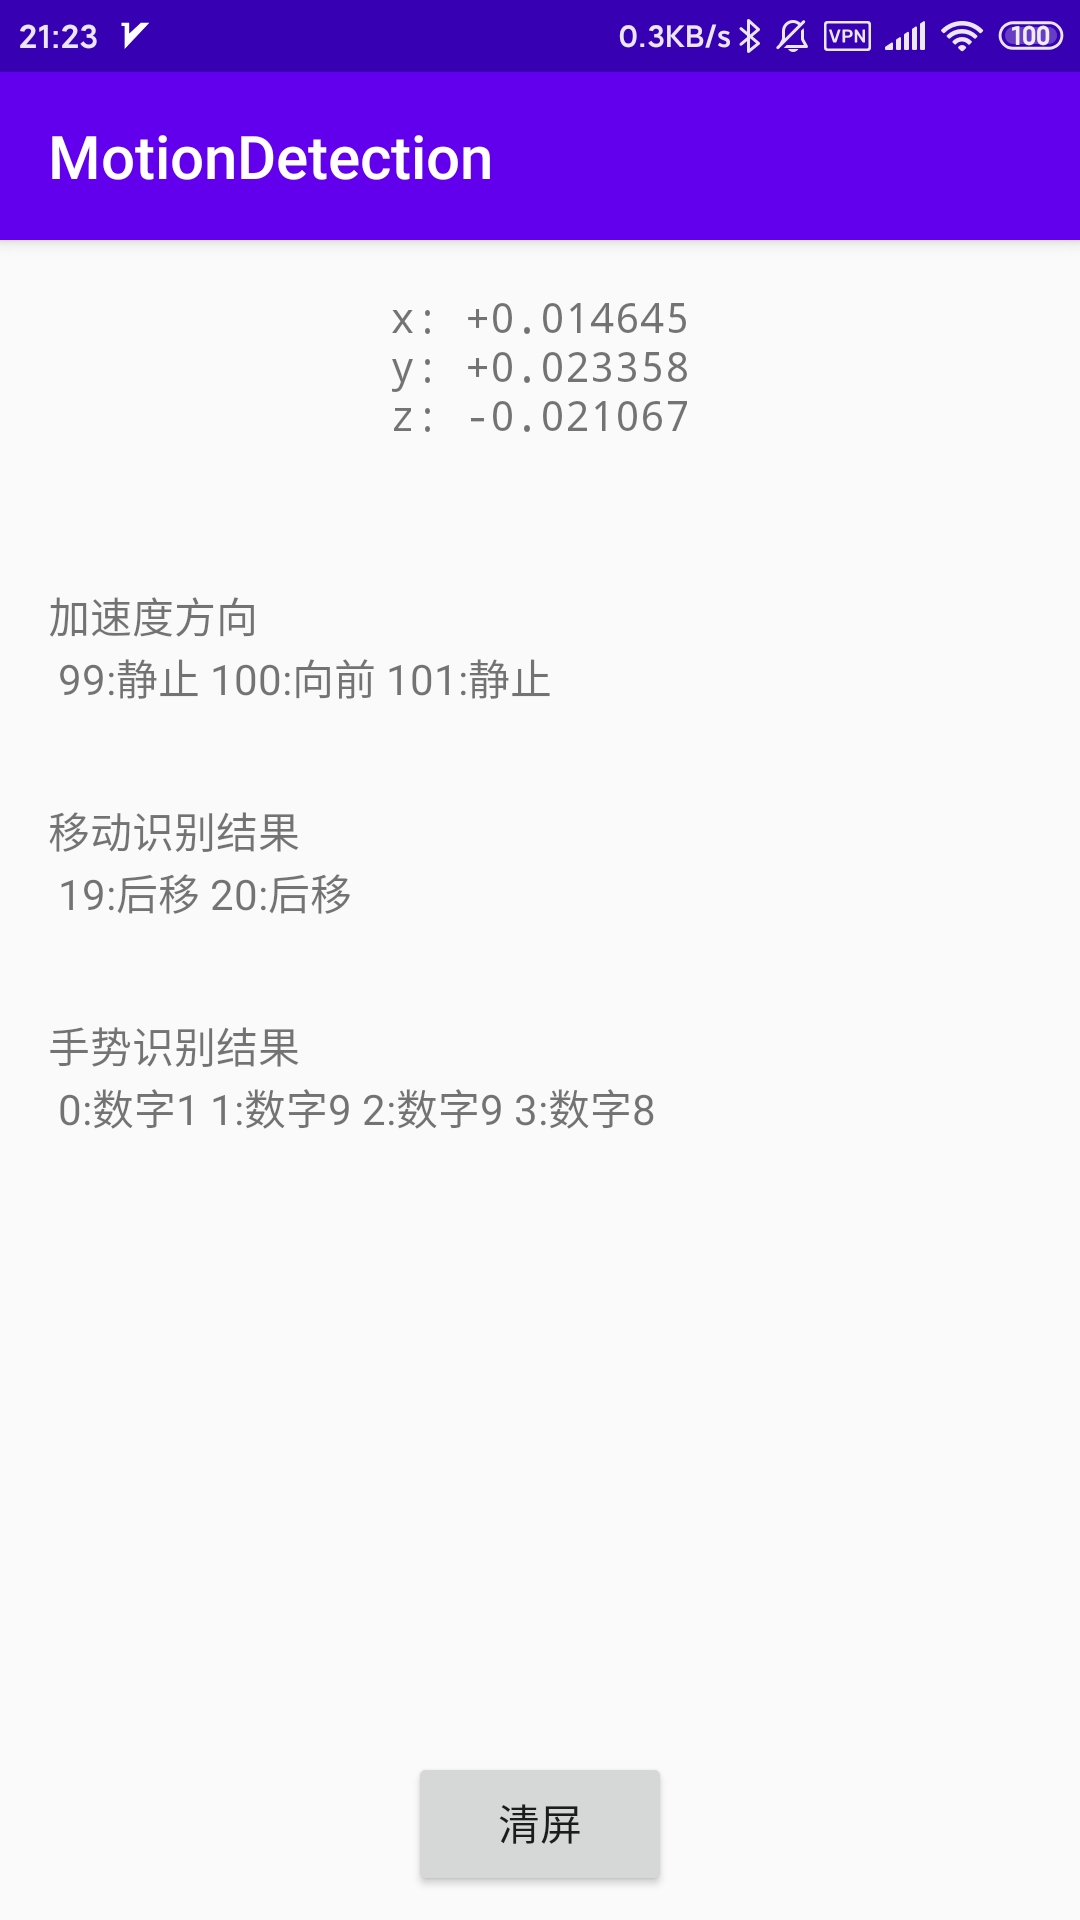 21:23 0.3KB/s VPN 100
MotionDetection
x: +0.014645
y: +0.023358
z: -0.021067
加速度方向
99:静止 100:向前 101:静止
移动识别结果
19:后移 20:后移
手势识别结果
0:数字1 1:数字9 2:数字9 3:数字8
清屏